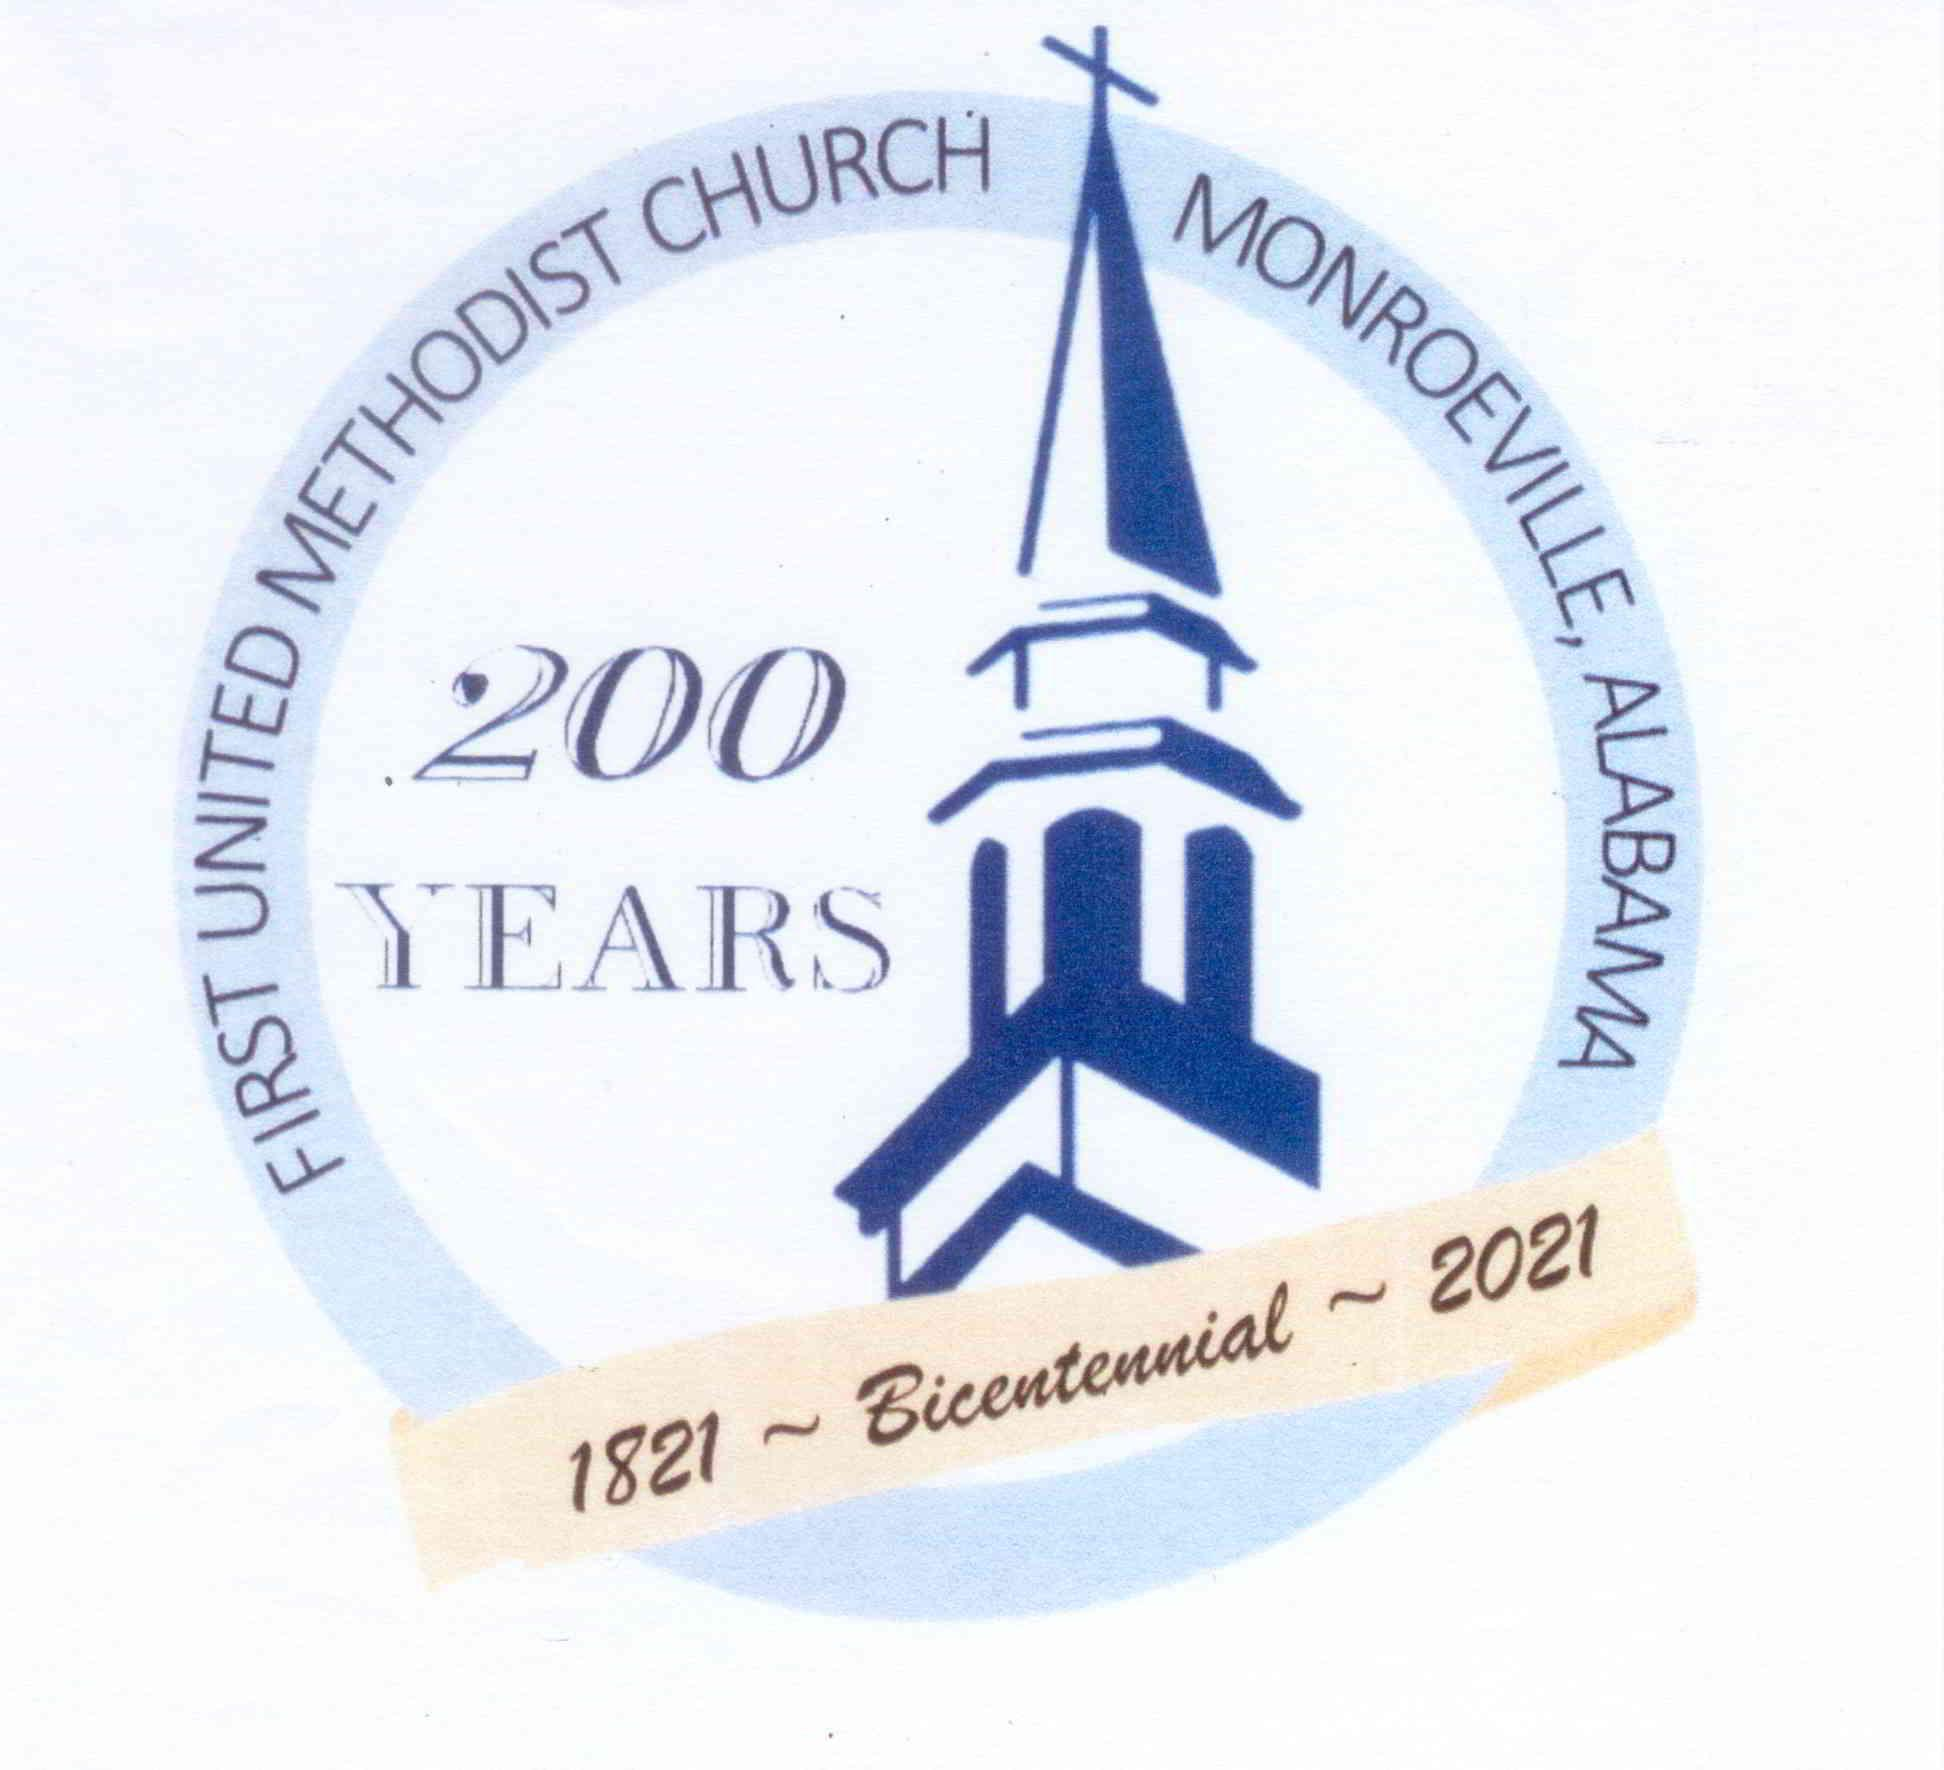 FIRST UNITED METHODIST CHURCH MONROEVILLE, ALABAMA
200
YEARS
1821 ~ Bicentennial ~ 2021